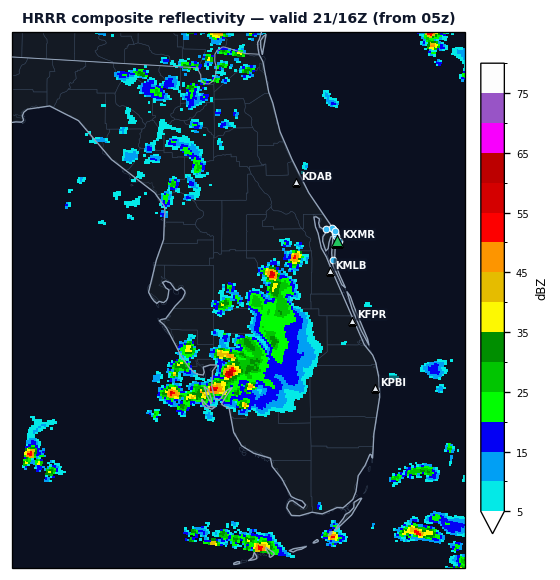 HRRR composite reflectivity — valid 21/16Z (from 05z)
KDAB
KXMR
KMLB
KFPR
KPBI
75
65
55
45
35
25
15
5
dBZ